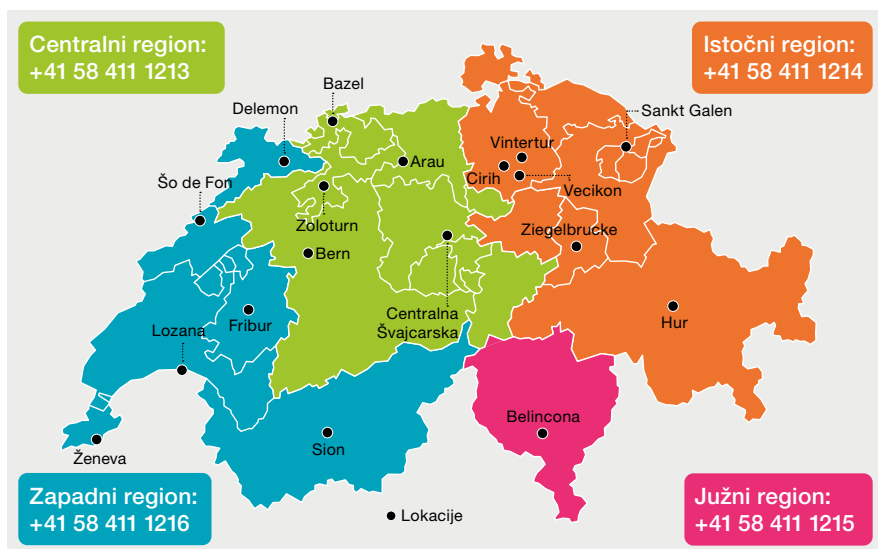 Centralni region:
+41 58 411 1213
Istočni region:
+41 58 411 1214
Bazel
Delemon
Sankt Galen
Vintertur
Arau
Cirih
Šo de Fon
Vecikon
Zoloturn
Ziegelbrucke
Bern
Centralna
Švajcarska
Fribur
Hur
Lozana
Belincona
Sion
Ženeva
Zapadni region:
+41 58 411 1216
Lokacije
Južni region:
+41 58 411 1215